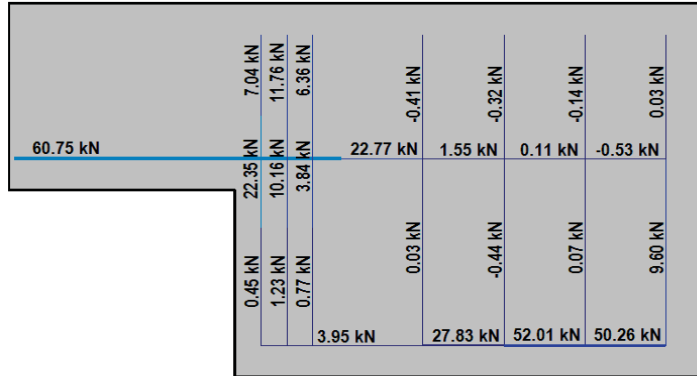 7.04 kN
11.76 kN
6.36 kN
-0.41 kN
-0.32 kN
-0.14 kN
0.03 kN
60.75 kN
22.35 kN
10.16 kN
3.84 kN
22.77 kN
1.55 kN
0.11 kN
-0.53 kN
0.45 kN
1.23 kN
0.77 kN
0.03 kN
-0.44 kN
0.07 kN
9.60 kN
3.95 kN
27.83 kN
52.01 kN
50.26 kN